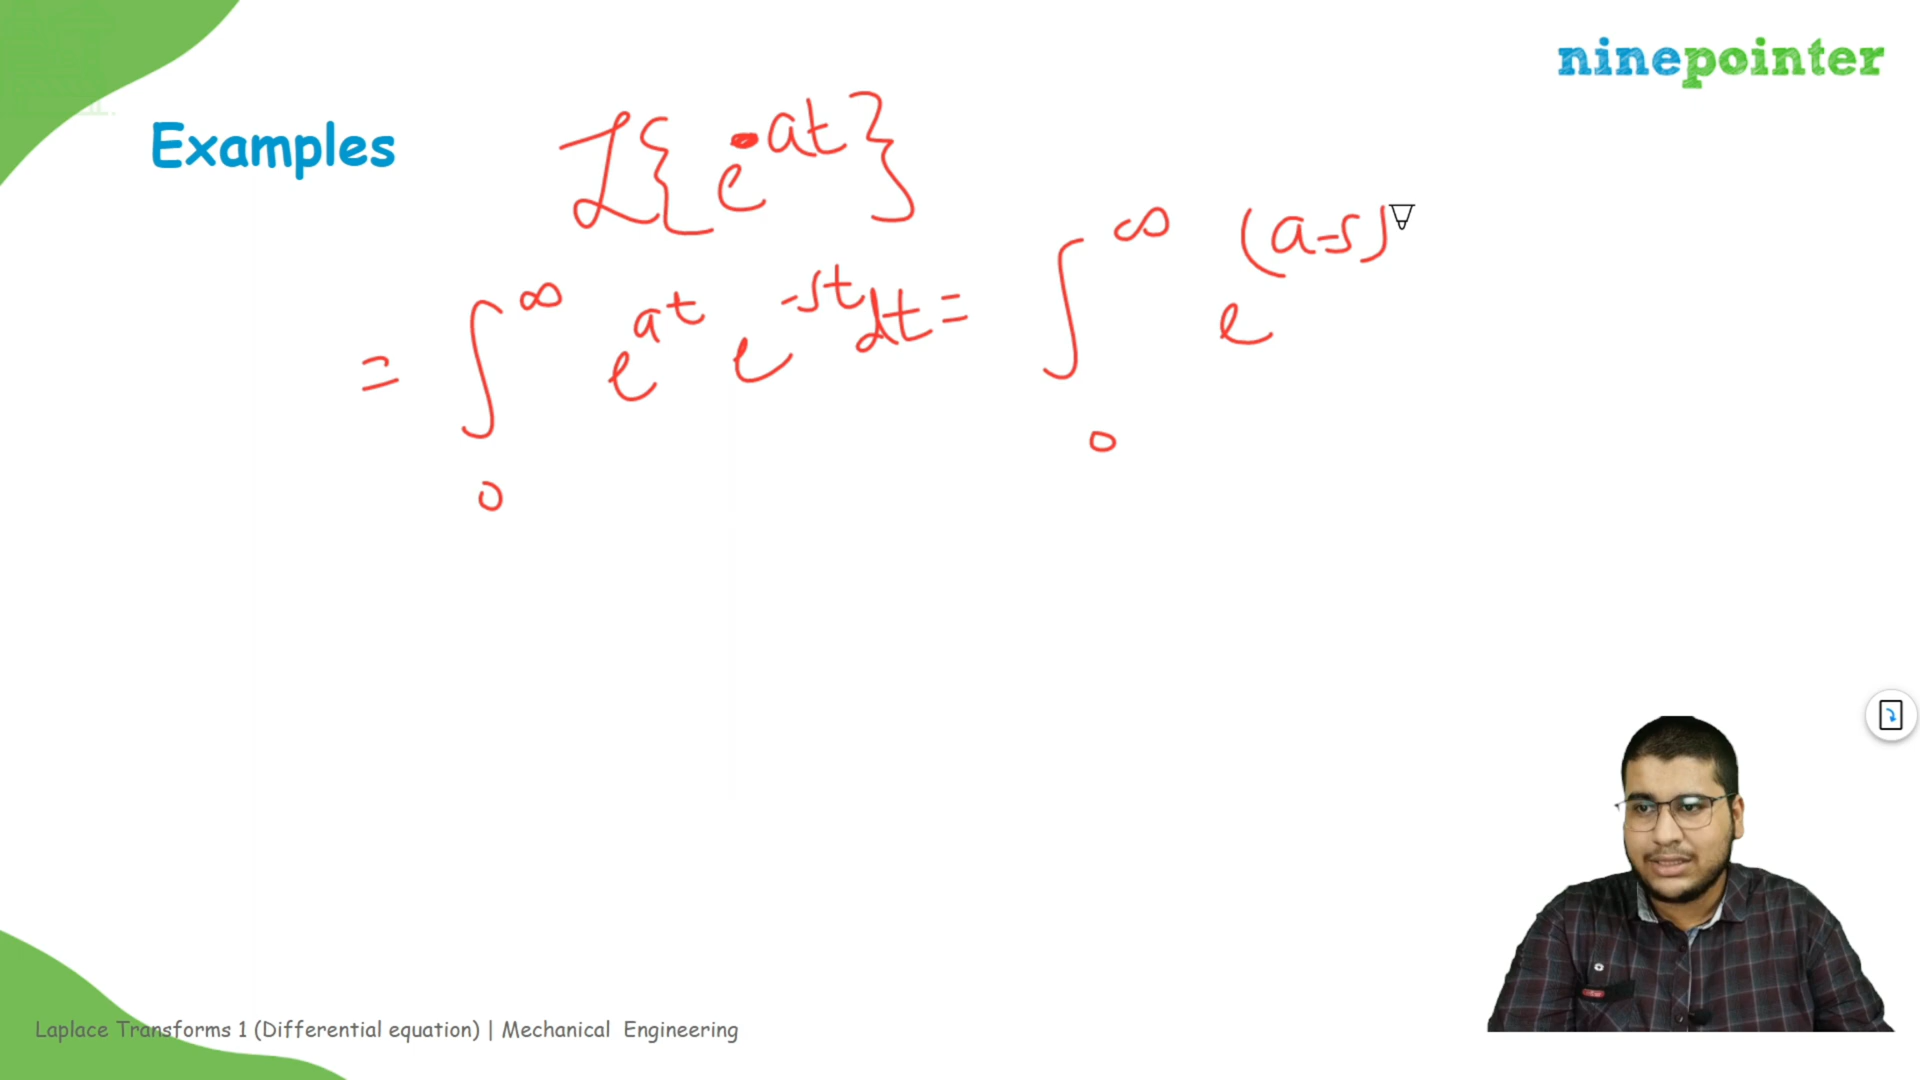 ninepointer
Examples
ℒ{e^at}
= ∫_0^∞ e^at e^-st dt = ∫_0^∞ e^(a-s)
Laplace Transforms 1 (Differential equation) | Mechanical Engineering